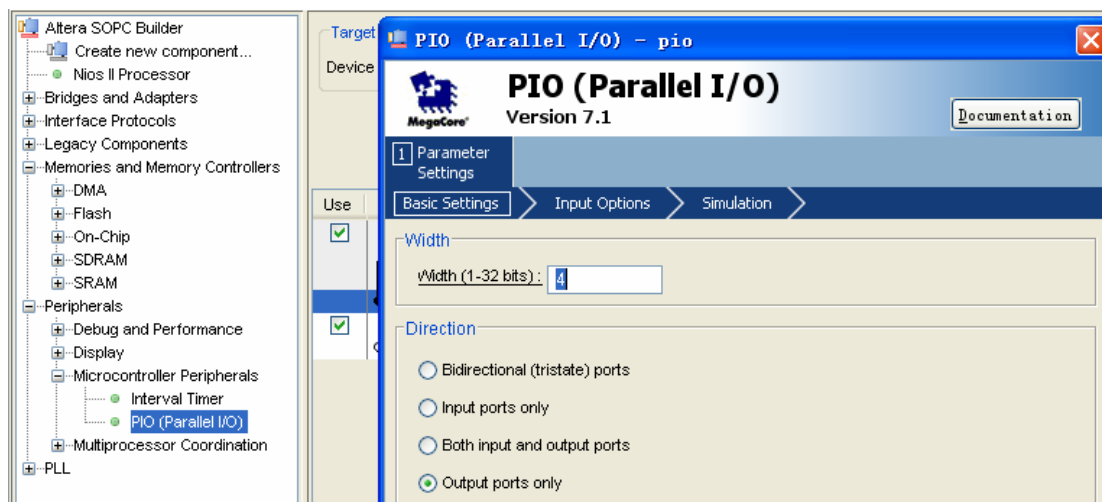 Altera SOPC Builder
Create new component...
Nios II Processor
Bridges and Adapters
Interface Protocols
Legacy Components
Memories and Memory Controllers
DMA
Flash
On-Chip
SDRAM
SRAM
Peripherals
Debug and Performance
Display
Microcontroller Peripherals
Interval Timer
PIO (Parallel I/O)
Multiprocessor Coordination
PLL
Target
Device
Use
PIO (Parallel I/O) - pio
MegaCore®
PIO (Parallel I/O)
Version 7.1
Documentation
1 Parameter
Settings
Basic Settings Input Options Simulation
Width
Width (1-32 bits) : 4
Direction
Bidirectional (tristate) ports
Input ports only
Both input and output ports
Output ports only